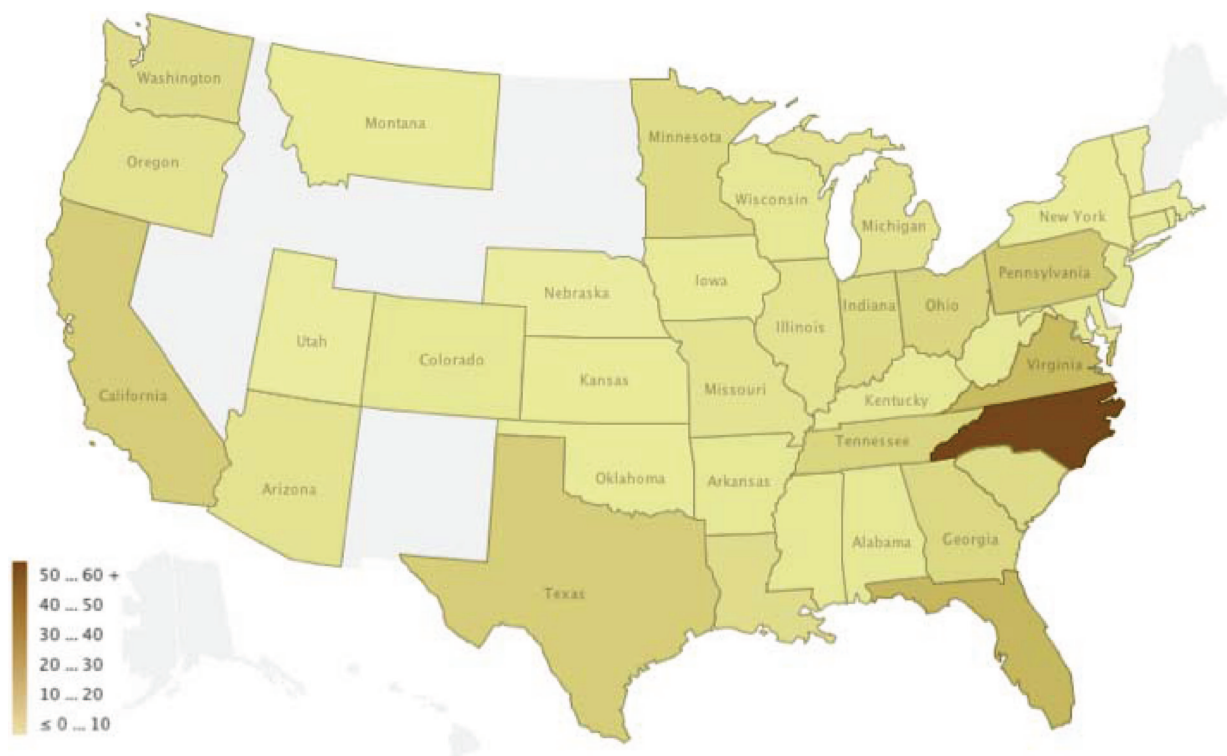 Washington
Montana
Minnesota
Oregon
Wisconsin
Michigan
New York
Pennsylvania
Iowa
Nebraska
Illinois
Indiana
Ohio
Utah
Colorado
Kansas
Missouri
Virginia
California
Kentucky
Tennessee
Arizona
Oklahoma
Arkansas
Alabama
Georgia
Texas
50 ... 60 +
40 ... 50
30 ... 40
20 ... 30
10 ... 20
≤ 0 ... 10